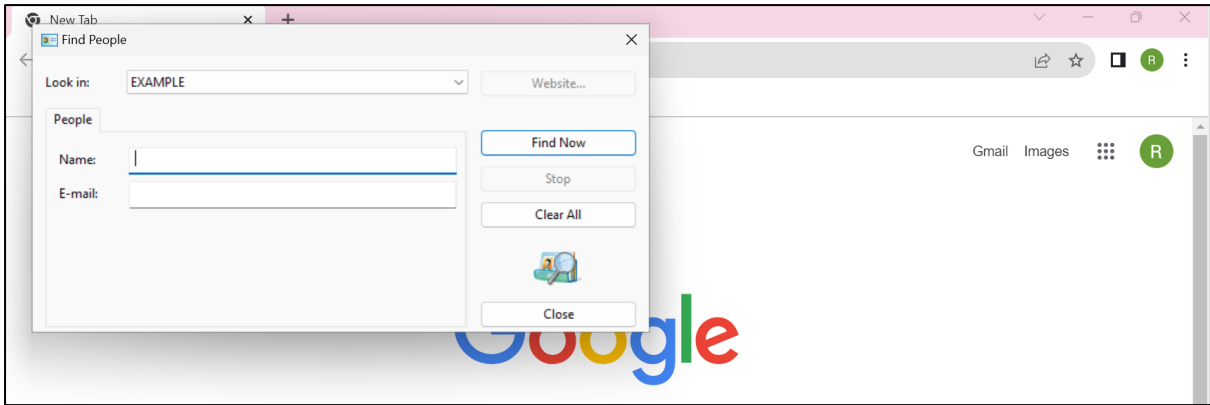 New Tab
Find People
Look in: EXAMPLE
Website...
People
Find Now
Name:
Stop
E-mail:
Clear All
Close
R
Gmail Images
R
Google